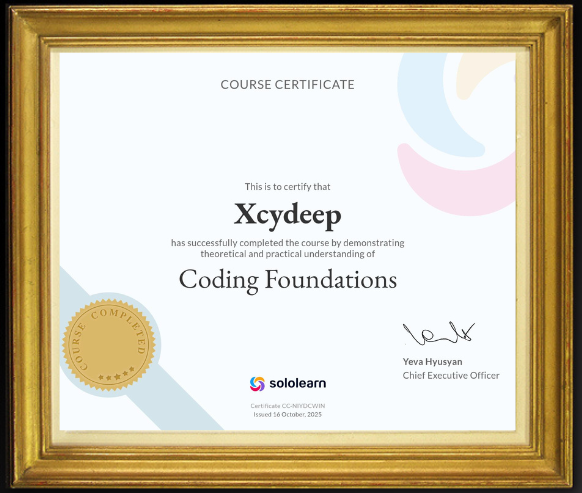 COURSE CERTIFICATE
This is to certify that
Xcydeep
has successfully completed the course by demonstrating
theoretical and practical understanding of
Coding Foundations
COURSE COMPLETED
Yeva Hyusyan
Chief Executive Officer
sololearn
Certificate CC-NIYDCWIN
Issued 16 October, 2025